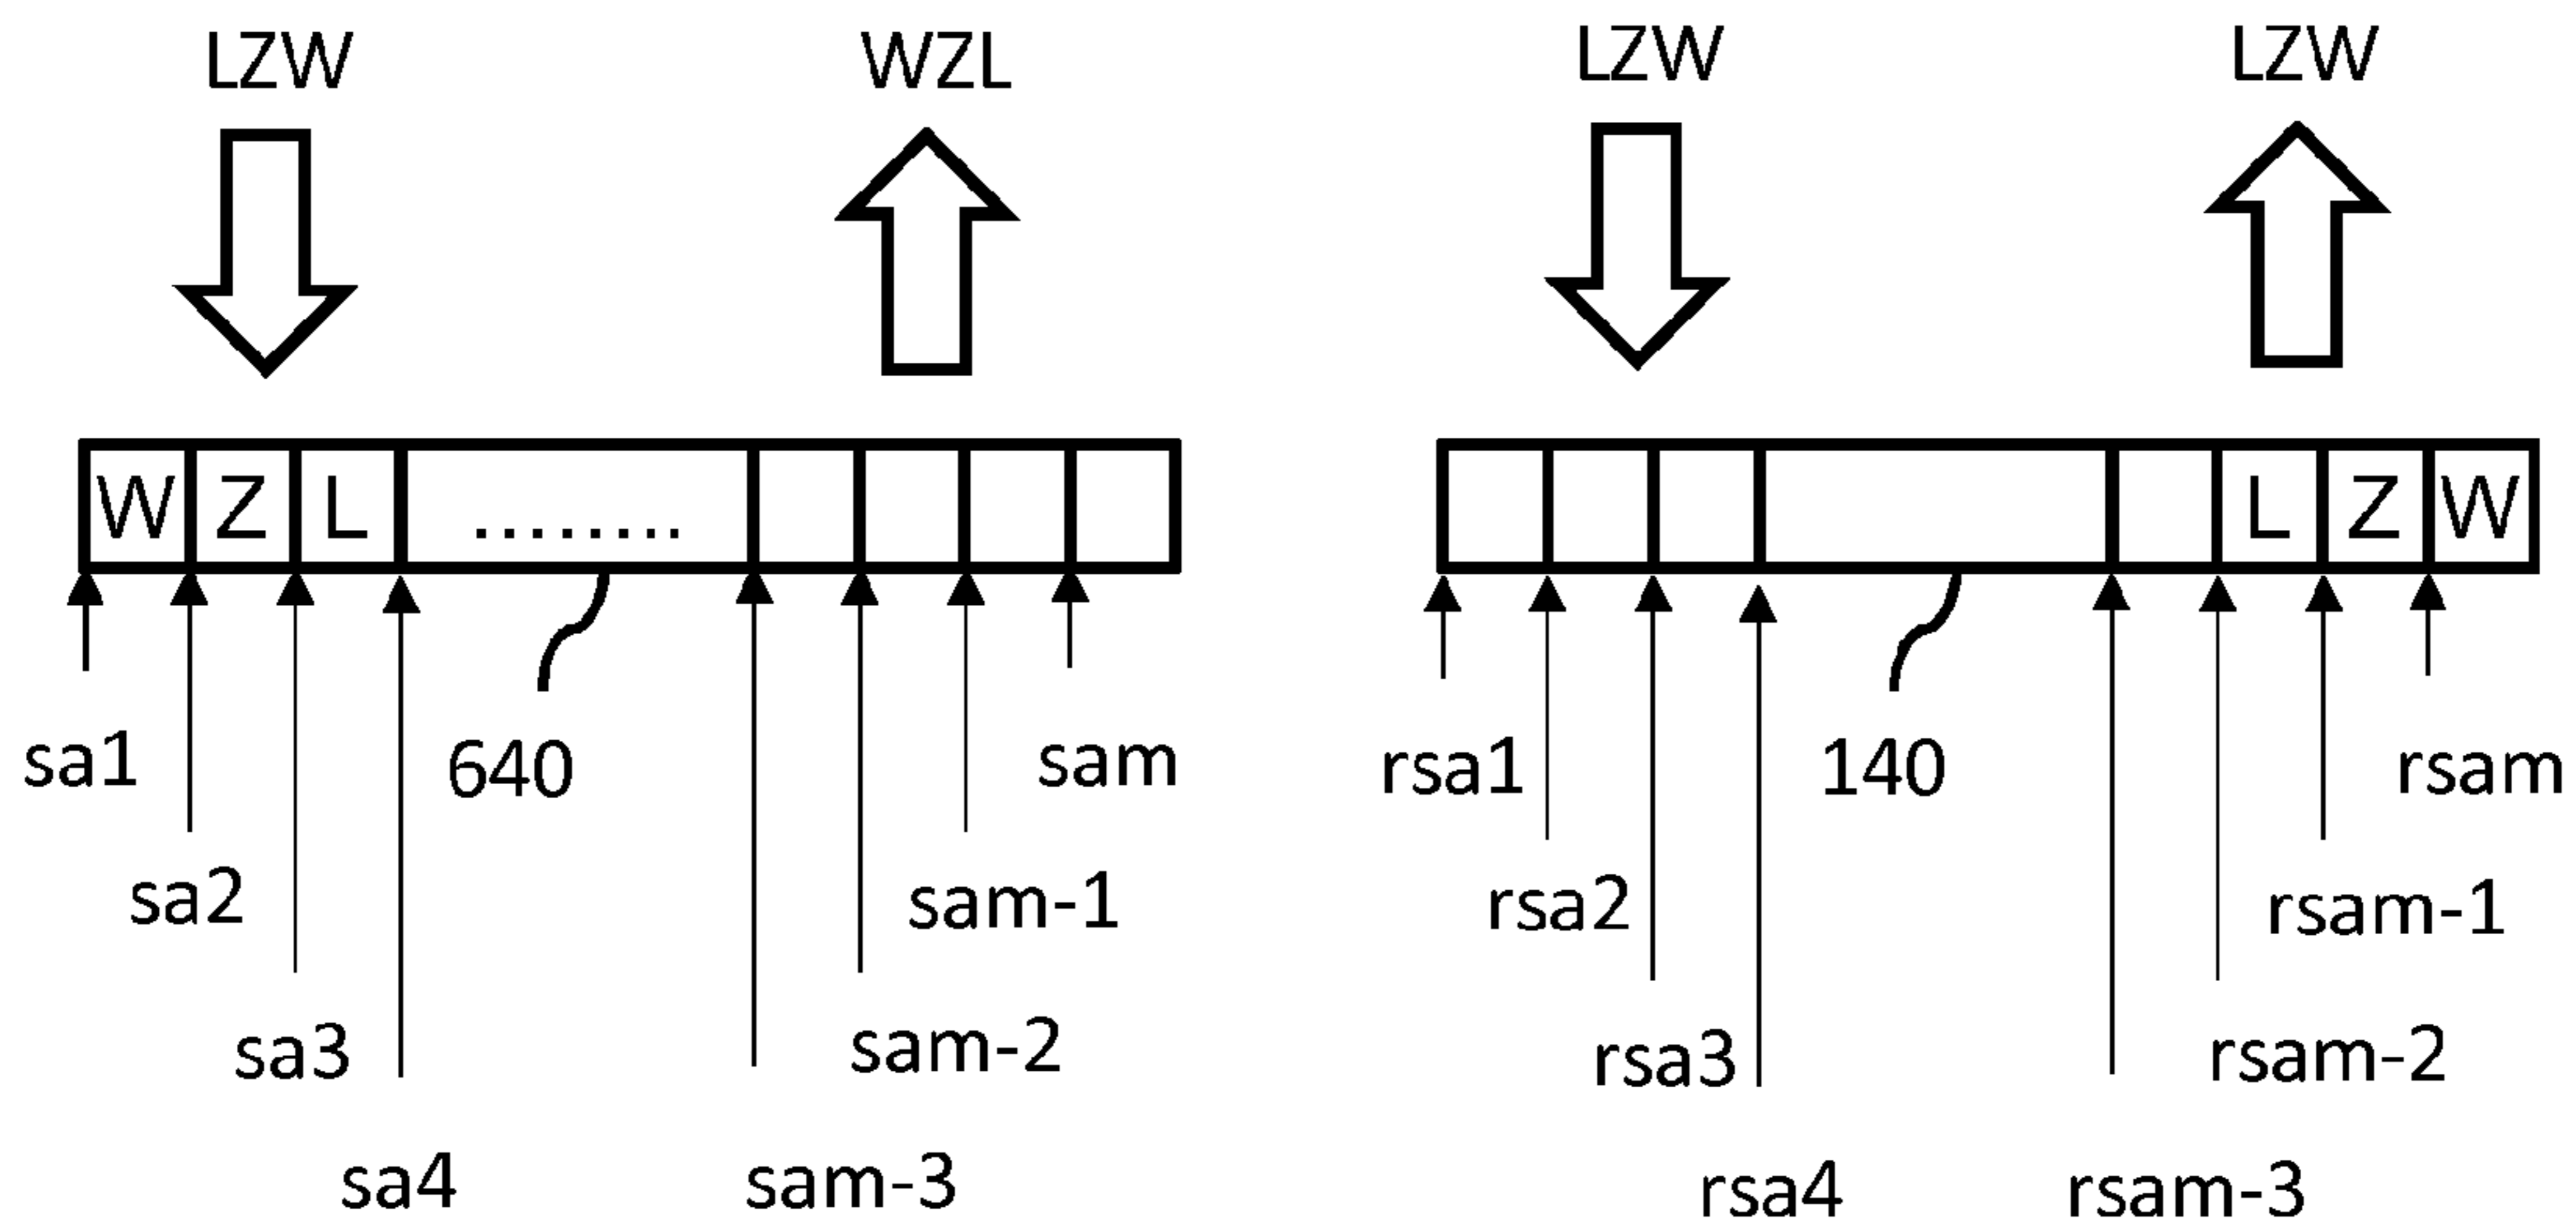 LZW WZL LZW LZW
W Z L ........ L Z W
sa1 640 sam rsa1 140 rsam
sa2 sam-1 rsa2 rsam-1
sa3 sam-2 rsa3 rsam-2
sa4 sam-3 rsa4 rsam-3